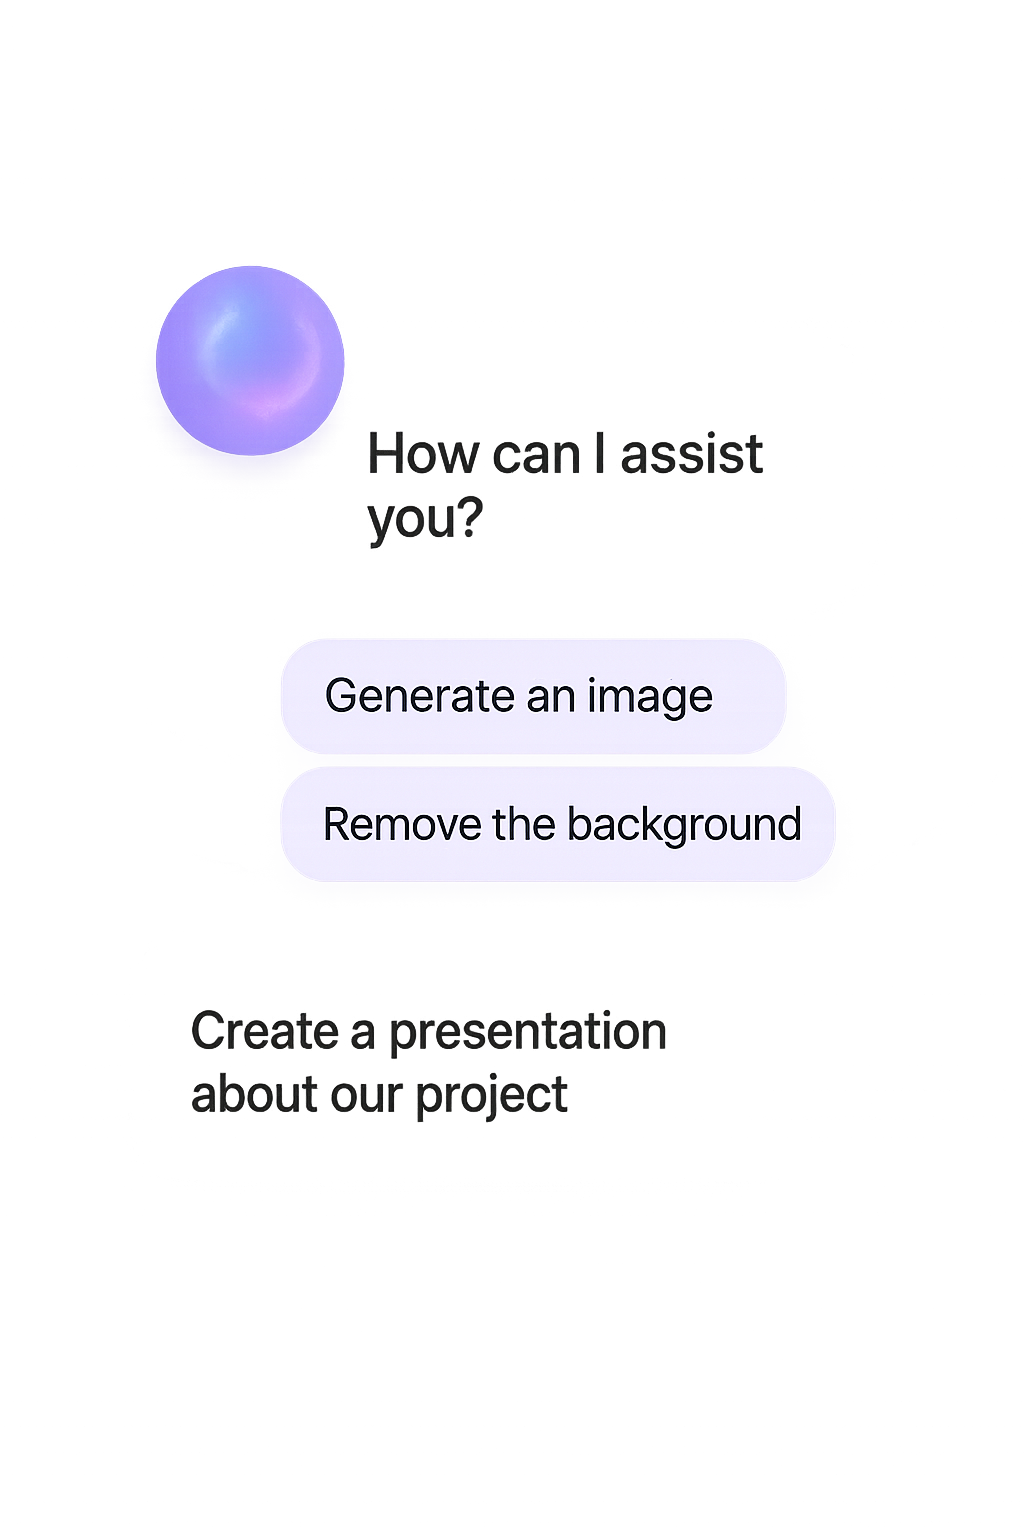 How can I assist
you?
Generate an image
Remove the background
Create a presentation
about our project